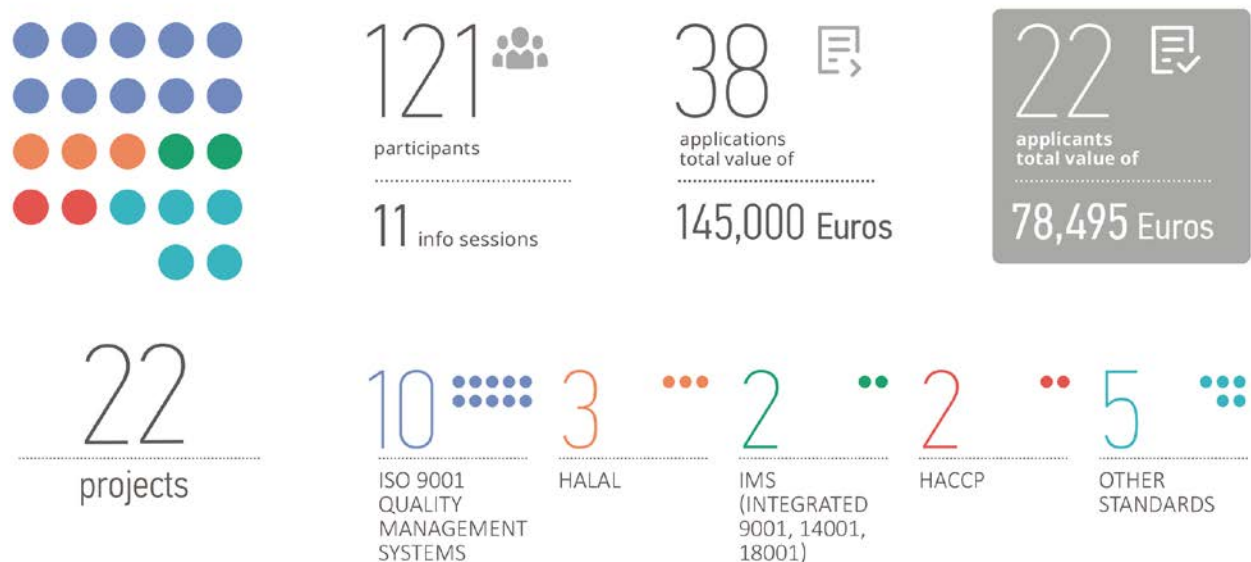 121
participants
11 info sessions
38
applications
total value of
145,000 Euros
22
applicants
total value of
78,495 Euros
22
projects
10
ISO 9001
QUALITY
MANAGEMENT
SYSTEMS
3
HALAL
2
IMS
(INTEGRATED
9001, 14001,
18001)
2
HACCP
5
OTHER
STANDARDS